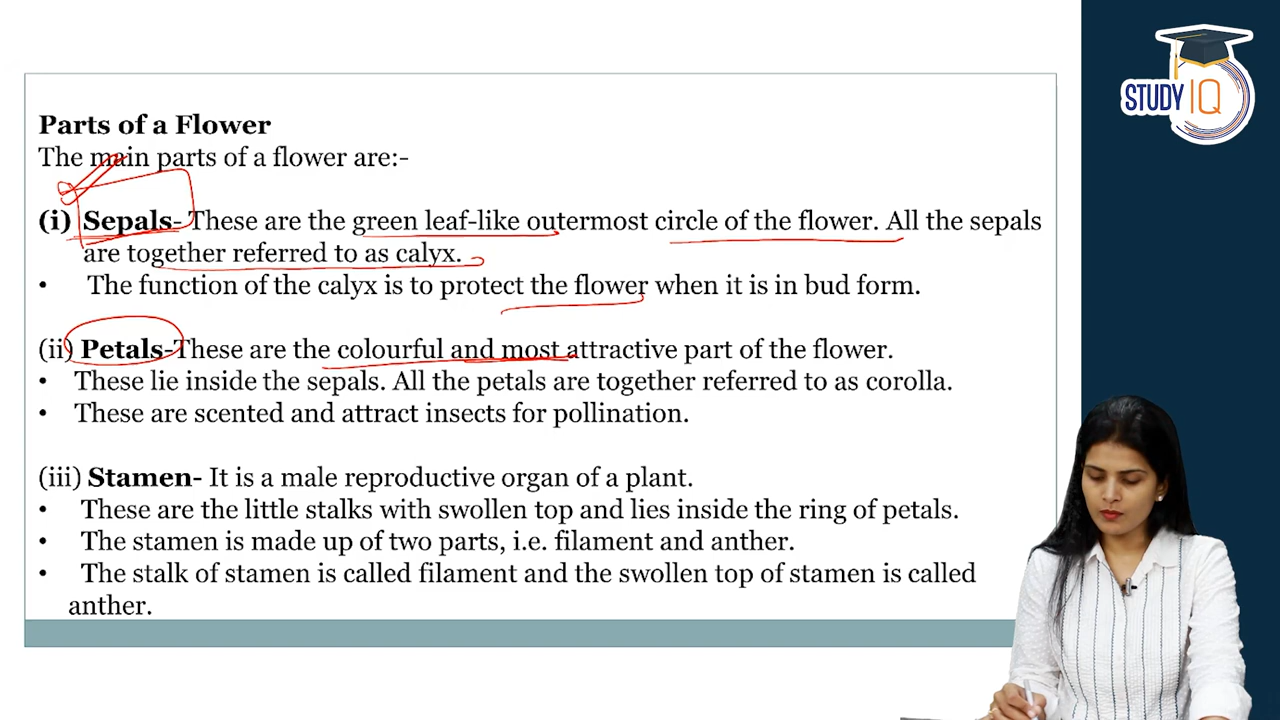 STUDY IQ
Parts of a Flower
The main parts of a flower are:-
(i) Sepals- These are the green leaf-like outermost circle of the flower. All the sepals
are together referred to as calyx.
• The function of the calyx is to protect the flower when it is in bud form.
(ii) Petals-These are the colourful and most attractive part of the flower.
• These lie inside the sepals. All the petals are together referred to as corolla.
• These are scented and attract insects for pollination.
(iii) Stamen- It is a male reproductive organ of a plant.
• These are the little stalks with swollen top and lies inside the ring of petals.
• The stamen is made up of two parts, i.e. filament and anther.
• The stalk of stamen is called filament and the swollen top of stamen is called
anther.